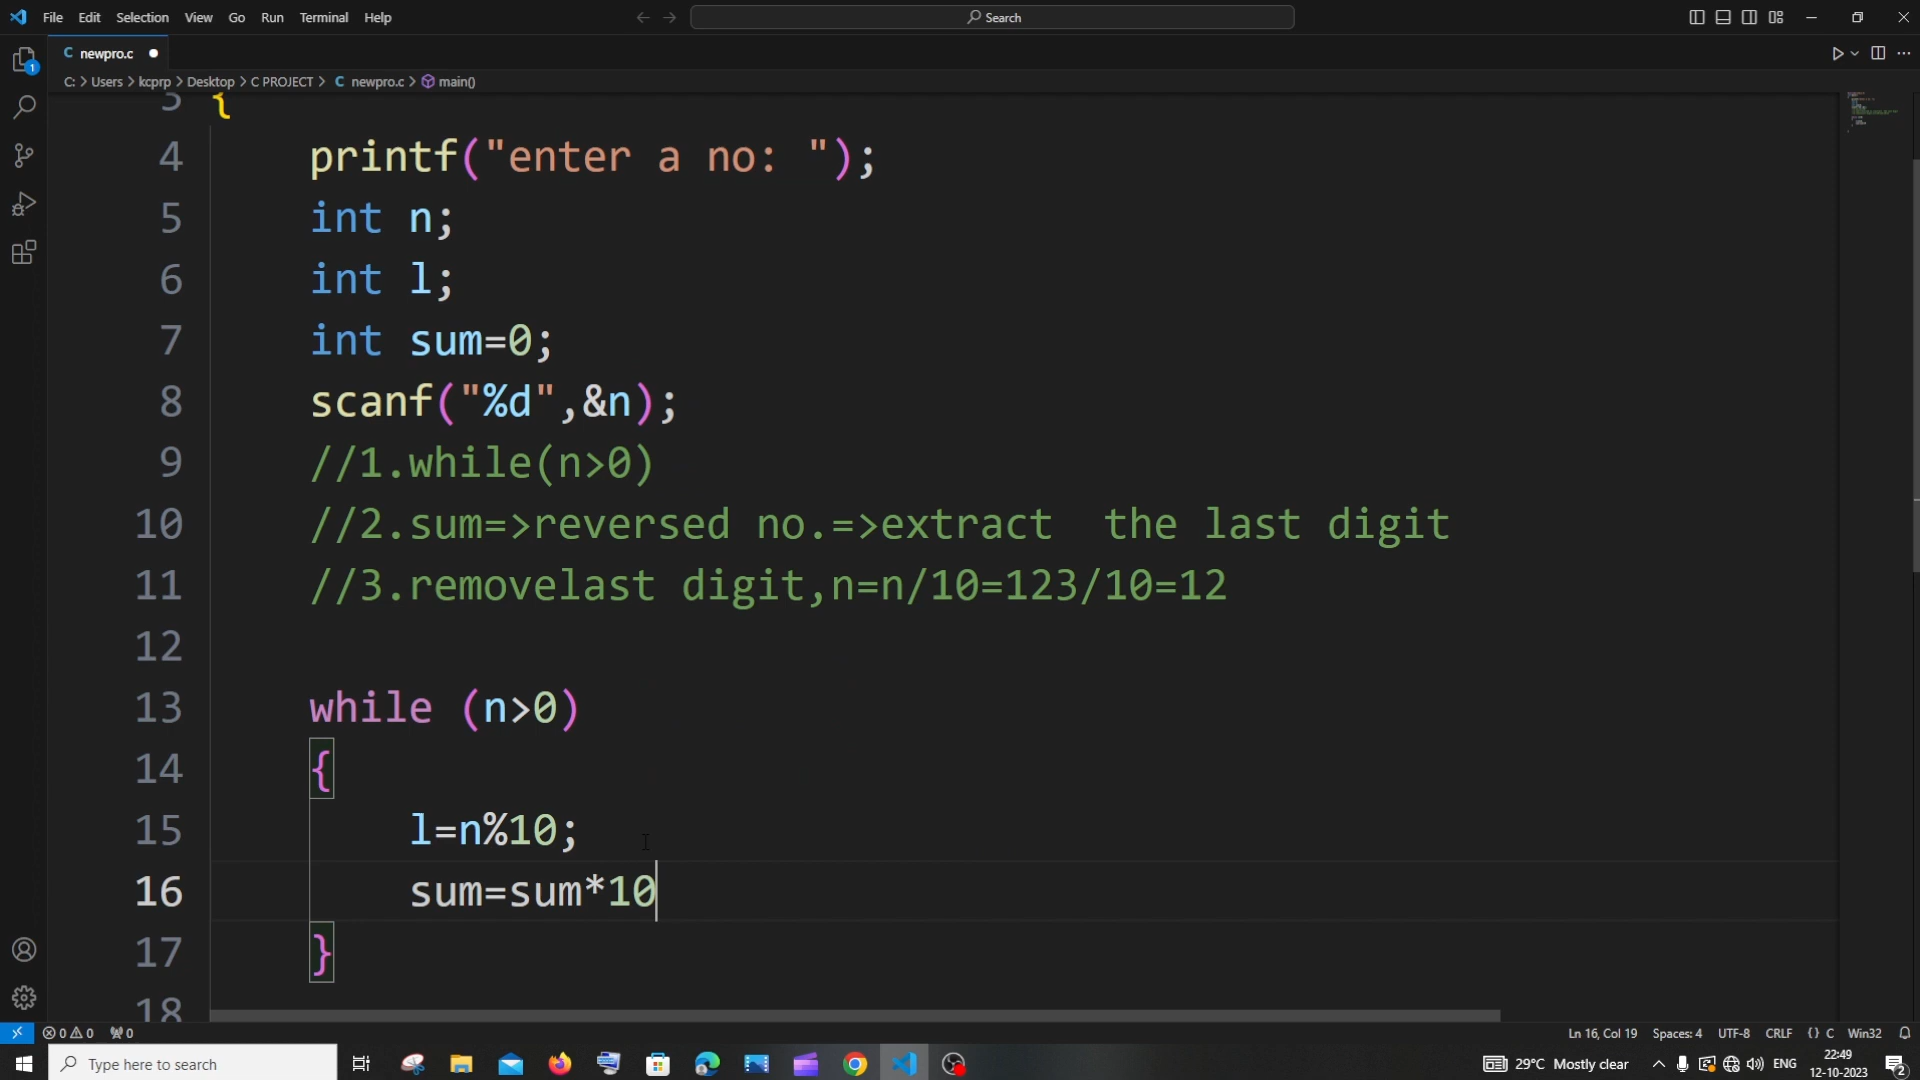 File Edit Selection View Go Run Terminal Help
Search
C newpro.c
1
C: > Users > kcprp > Desktop > C PROJECT > C newpro.c > main()
3 {
4 printf("enter a no: ");
5 int n;
6 int l;
7 int sum=0;
8 scanf("%d",&n);
9 //1.while(n>0)
10 //2.sum=>reversed no.=>extract  the last digit
11 //3.removelast digit,n=n/10=123/10=12
12
13 while (n>0)
14 {
15 l=n%10;
16 sum=sum*10
17 }
18
0 0 0
Ln 16, Col 19 Spaces: 4 UTF-8 CRLF {} C Win32
Type here to search
29°C Mostly clear
ENG
22:49
12-10-2023
2